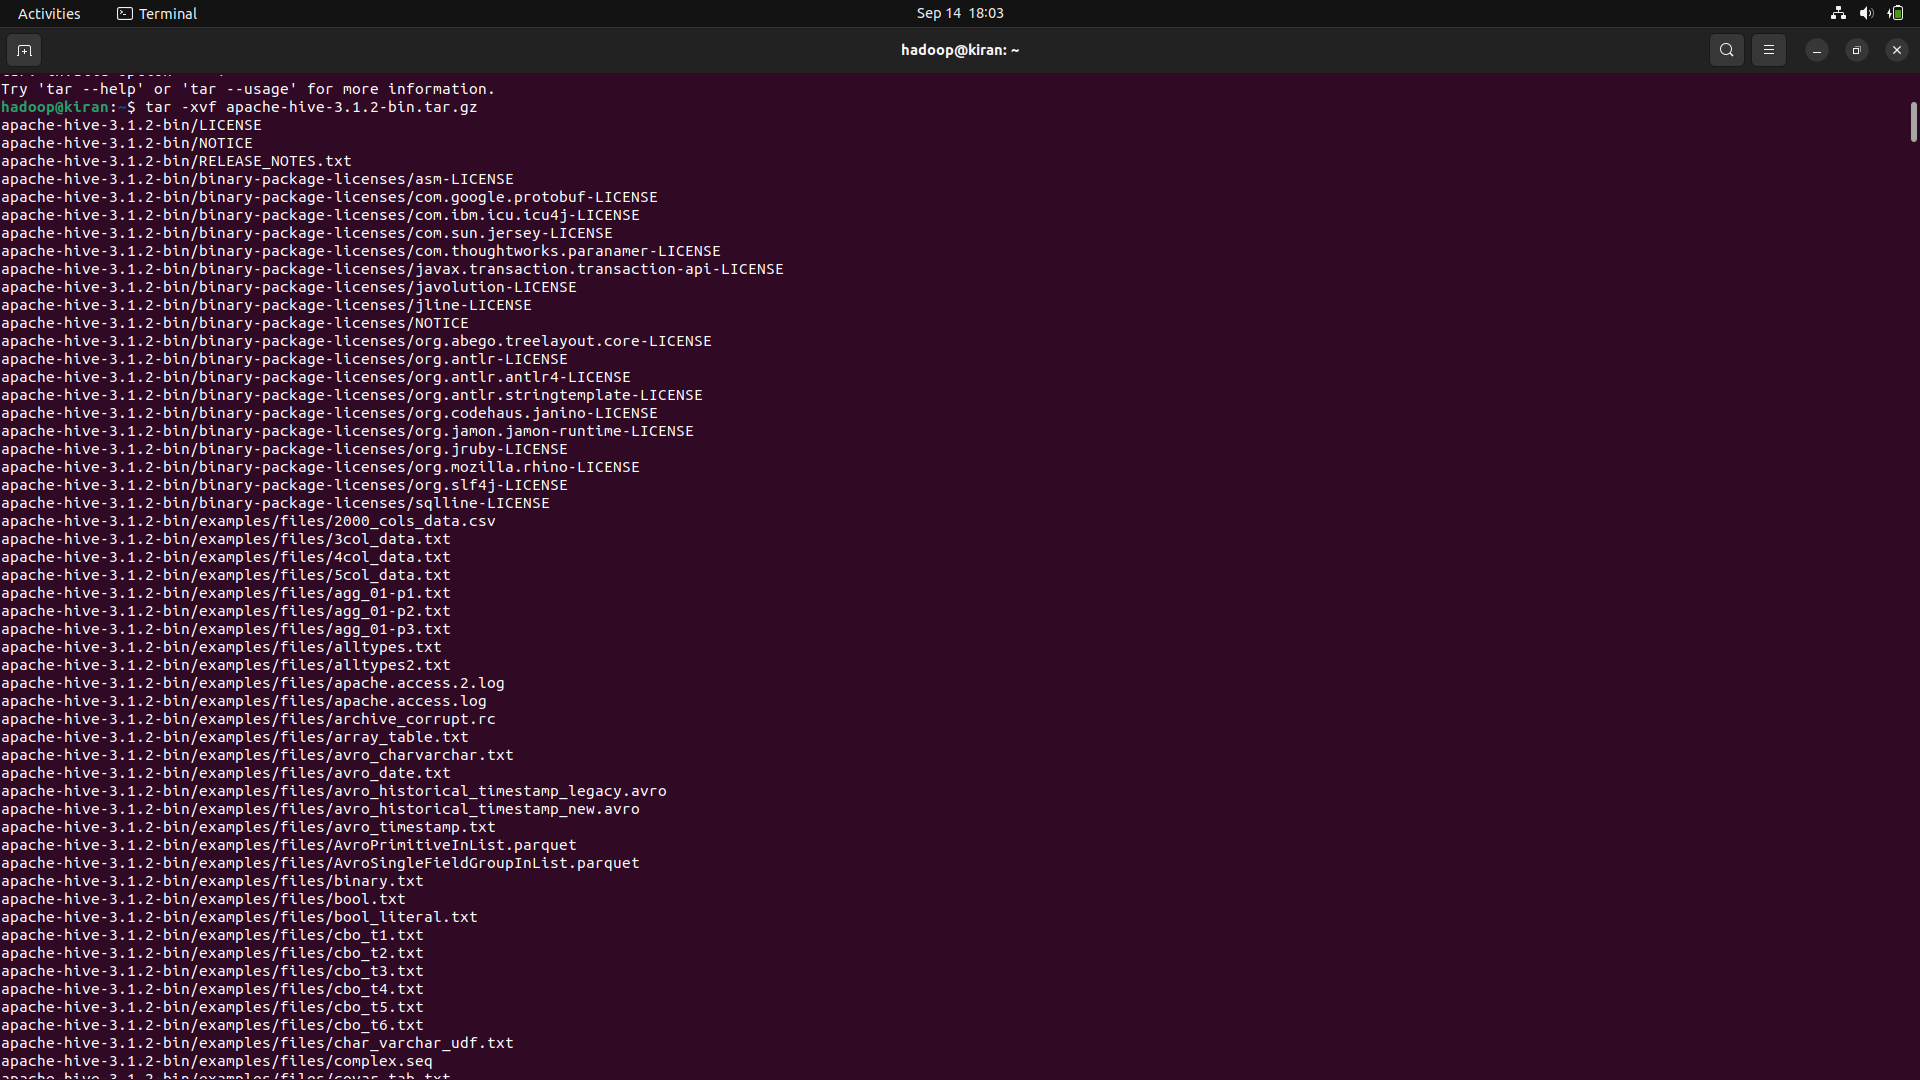 Activities
Terminal
Sep 14 18:03
hadoop@kiran: ~
Try 'tar --help' or 'tar --usage' for more information.
hadoop@kiran:~$ tar -xvf apache-hive-3.1.2-bin.tar.gz
apache-hive-3.1.2-bin/LICENSE
apache-hive-3.1.2-bin/NOTICE
apache-hive-3.1.2-bin/RELEASE_NOTES.txt
apache-hive-3.1.2-bin/binary-package-licenses/asm-LICENSE
apache-hive-3.1.2-bin/binary-package-licenses/com.google.protobuf-LICENSE
apache-hive-3.1.2-bin/binary-package-licenses/com.ibm.icu.icu4j-LICENSE
apache-hive-3.1.2-bin/binary-package-licenses/com.sun.jersey-LICENSE
apache-hive-3.1.2-bin/binary-package-licenses/com.thoughtworks.paranamer-LICENSE
apache-hive-3.1.2-bin/binary-package-licenses/javax.transaction.transaction-api-LICENSE
apache-hive-3.1.2-bin/binary-package-licenses/javolution-LICENSE
apache-hive-3.1.2-bin/binary-package-licenses/jline-LICENSE
apache-hive-3.1.2-bin/binary-package-licenses/NOTICE
apache-hive-3.1.2-bin/binary-package-licenses/org.abego.treelayout.core-LICENSE
apache-hive-3.1.2-bin/binary-package-licenses/org.antlr-LICENSE
apache-hive-3.1.2-bin/binary-package-licenses/org.antlr.antlr4-LICENSE
apache-hive-3.1.2-bin/binary-package-licenses/org.antlr.stringtemplate-LICENSE
apache-hive-3.1.2-bin/binary-package-licenses/org.codehaus.janino-LICENSE
apache-hive-3.1.2-bin/binary-package-licenses/org.jamon.jamon-runtime-LICENSE
apache-hive-3.1.2-bin/binary-package-licenses/org.jruby-LICENSE
apache-hive-3.1.2-bin/binary-package-licenses/org.mozilla.rhino-LICENSE
apache-hive-3.1.2-bin/binary-package-licenses/org.slf4j-LICENSE
apache-hive-3.1.2-bin/binary-package-licenses/sqlline-LICENSE
apache-hive-3.1.2-bin/examples/files/2000_cols_data.csv
apache-hive-3.1.2-bin/examples/files/3col_data.txt
apache-hive-3.1.2-bin/examples/files/4col_data.txt
apache-hive-3.1.2-bin/examples/files/5col_data.txt
apache-hive-3.1.2-bin/examples/files/agg_01-p1.txt
apache-hive-3.1.2-bin/examples/files/agg_01-p2.txt
apache-hive-3.1.2-bin/examples/files/agg_01-p3.txt
apache-hive-3.1.2-bin/examples/files/alltypes.txt
apache-hive-3.1.2-bin/examples/files/alltypes2.txt
apache-hive-3.1.2-bin/examples/files/apache.access.2.log
apache-hive-3.1.2-bin/examples/files/apache.access.log
apache-hive-3.1.2-bin/examples/files/archive_corrupt.rc
apache-hive-3.1.2-bin/examples/files/array_table.txt
apache-hive-3.1.2-bin/examples/files/avro_charvarchar.txt
apache-hive-3.1.2-bin/examples/files/avro_date.txt
apache-hive-3.1.2-bin/examples/files/avro_historical_timestamp_legacy.avro
apache-hive-3.1.2-bin/examples/files/avro_historical_timestamp_new.avro
apache-hive-3.1.2-bin/examples/files/avro_timestamp.txt
apache-hive-3.1.2-bin/examples/files/AvroPrimitiveInList.parquet
apache-hive-3.1.2-bin/examples/files/AvroSingleFieldGroupInList.parquet
apache-hive-3.1.2-bin/examples/files/binary.txt
apache-hive-3.1.2-bin/examples/files/bool.txt
apache-hive-3.1.2-bin/examples/files/bool_literal.txt
apache-hive-3.1.2-bin/examples/files/cbo_t1.txt
apache-hive-3.1.2-bin/examples/files/cbo_t2.txt
apache-hive-3.1.2-bin/examples/files/cbo_t3.txt
apache-hive-3.1.2-bin/examples/files/cbo_t4.txt
apache-hive-3.1.2-bin/examples/files/cbo_t5.txt
apache-hive-3.1.2-bin/examples/files/cbo_t6.txt
apache-hive-3.1.2-bin/examples/files/char_varchar_udf.txt
apache-hive-3.1.2-bin/examples/files/complex.seq
apache-hive-3.1.2-bin/examples/files/covar_tab.txt